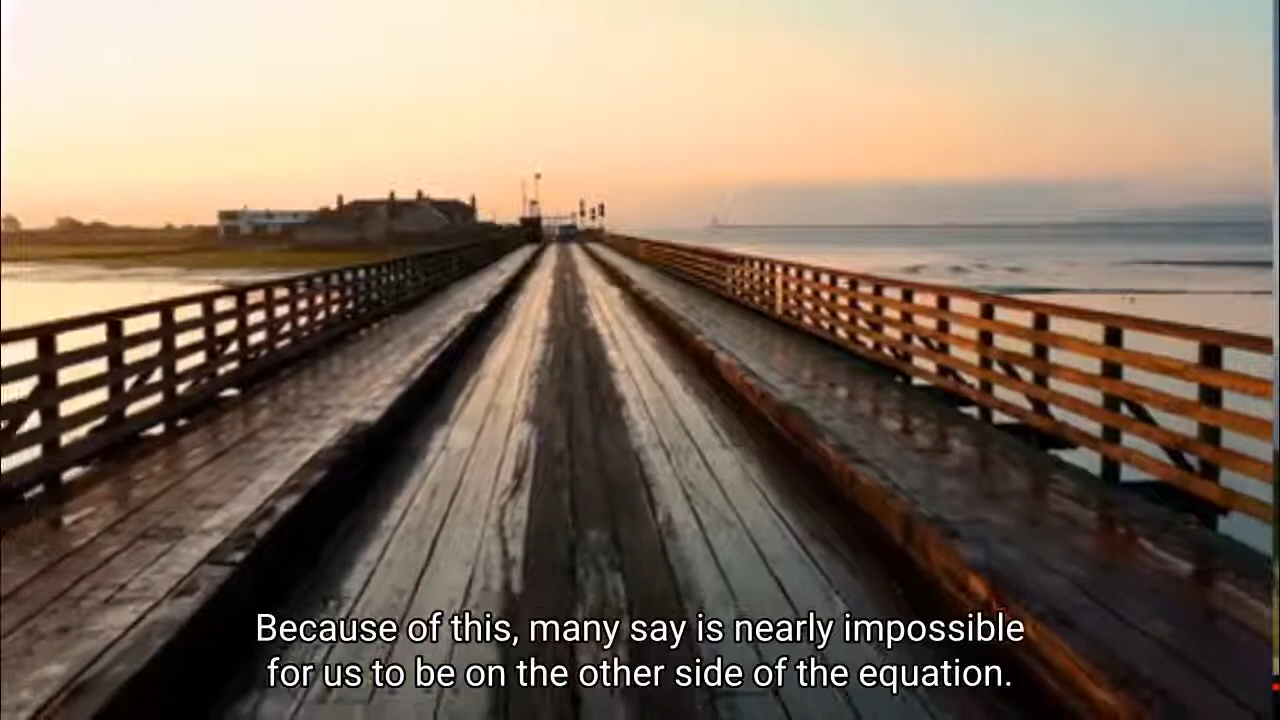 Because of this, many say is nearly impossible
for us to be on the other side of the equation.